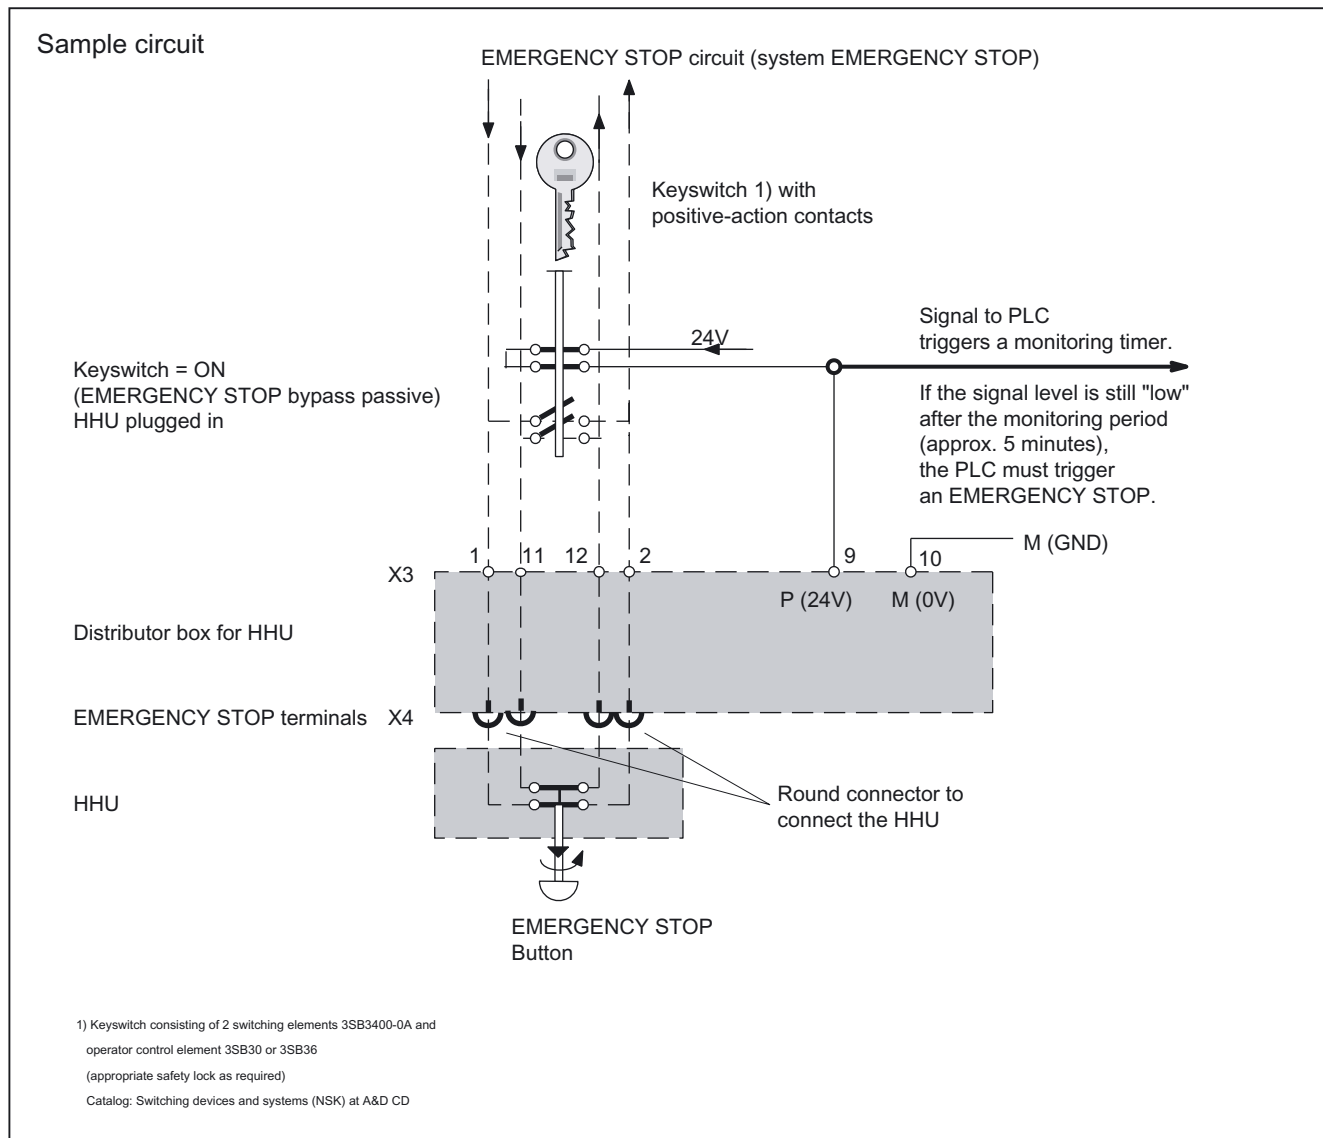 Sample circuit
EMERGENCY STOP circuit (system EMERGENCY STOP)
Keyswitch 1) with
positive-action contacts
24V
Signal to PLC
triggers a monitoring timer.
Keyswitch = ON
(EMERGENCY STOP bypass passive)
HHU plugged in
If the signal level is still "low"
after the monitoring period
(approx. 5 minutes),
the PLC must trigger
an EMERGENCY STOP.
M (GND)
1 11 12 2 9 10
X3
P (24V) M (0V)
Distributor box for HHU
EMERGENCY STOP terminals X4
HHU
Round connector to
connect the HHU
EMERGENCY STOP
Button
1) Keyswitch consisting of 2 switching elements 3SB3400-0A and
operator control element 3SB30 or 3SB36
(appropriate safety lock as required)
Catalog: Switching devices and systems (NSK) at A&D CD